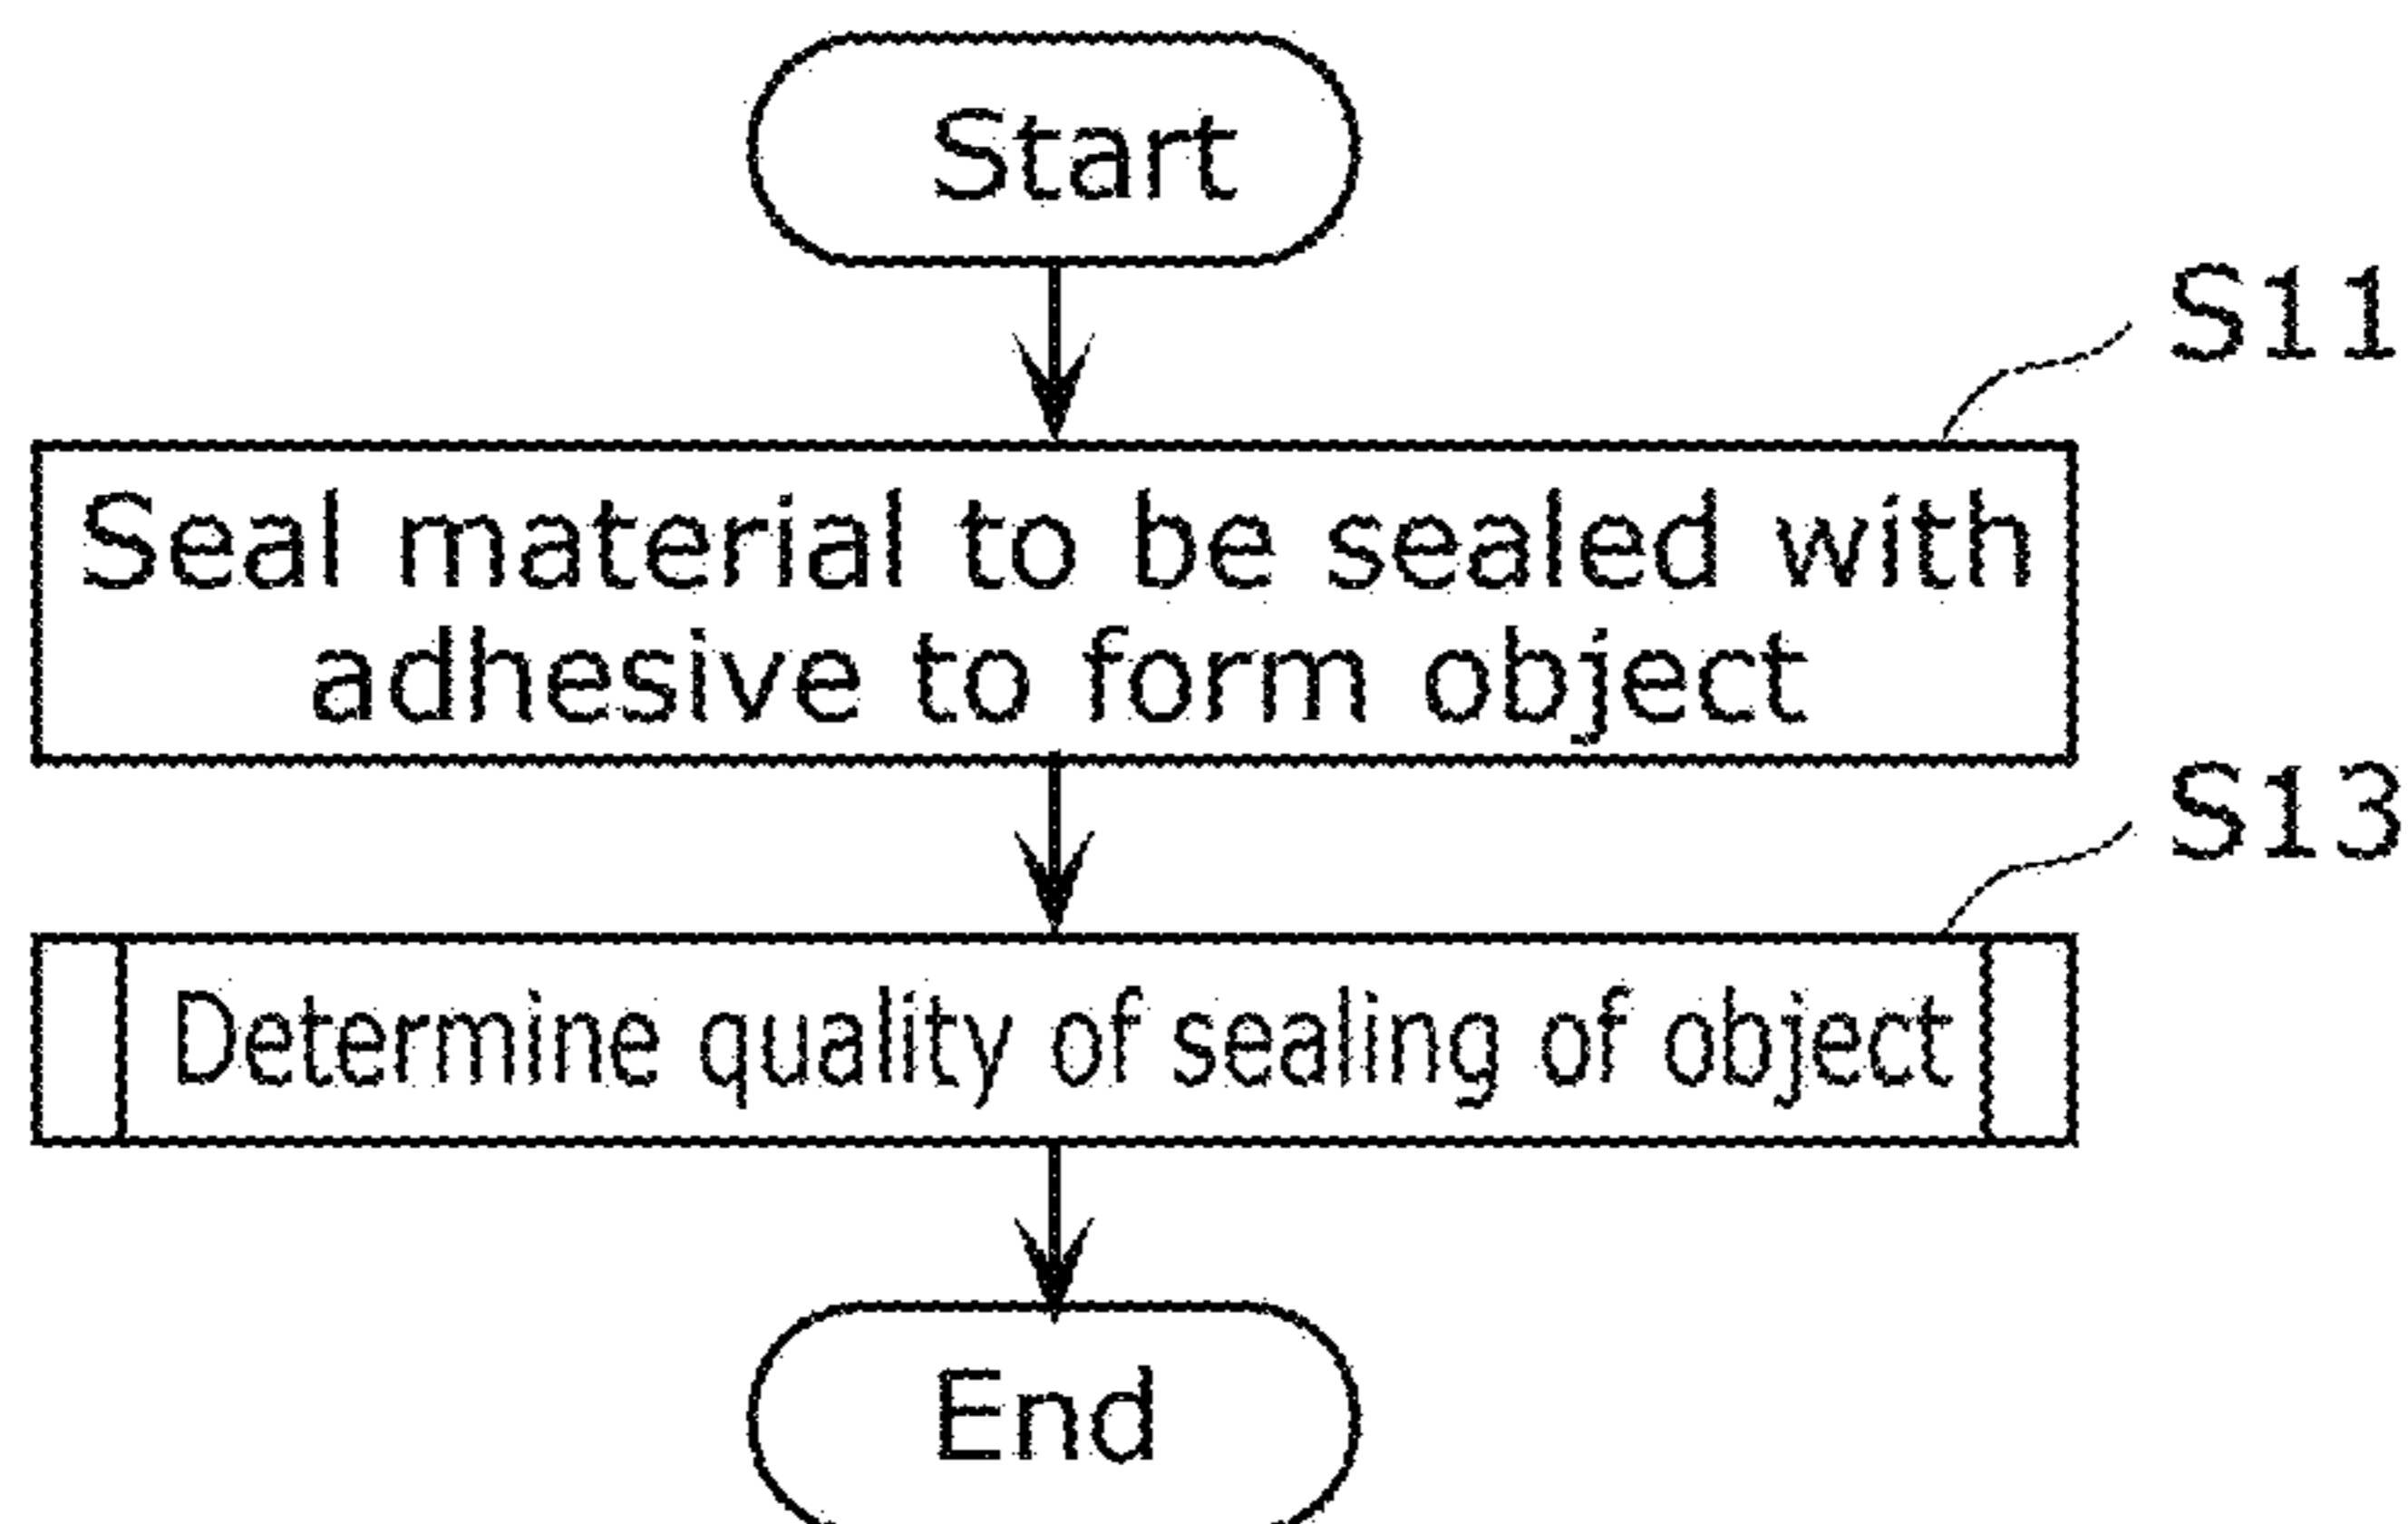 Start
S11
Seal material to be sealed with
adhesive to form object
S13
Determine quality of sealing of object
End